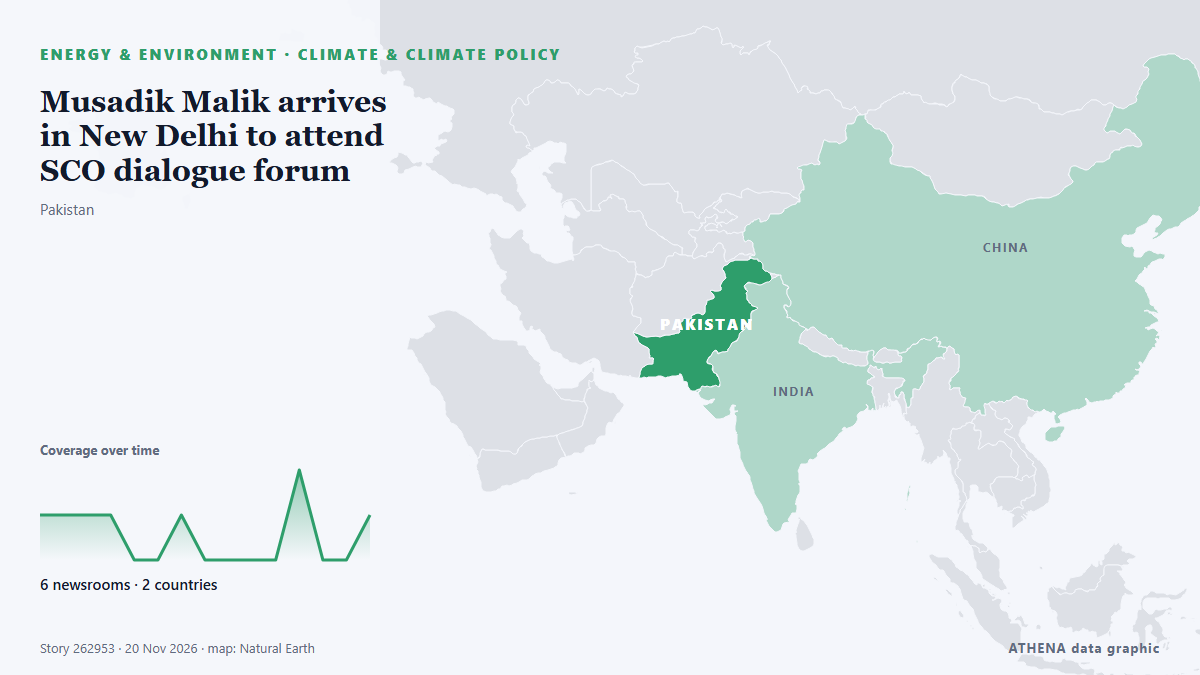 ENERGY & ENVIRONMENT · CLIMATE & CLIMATE POLICY
Musadik Malik arrives
in New Delhi to attend
SCO dialogue forum
Pakistan
CHINA
PAKISTAN
INDIA
Coverage over time
6 newsrooms · 2 countries
Story 262953 · 20 Nov 2026 · map: Natural Earth
ATHENA data graphic